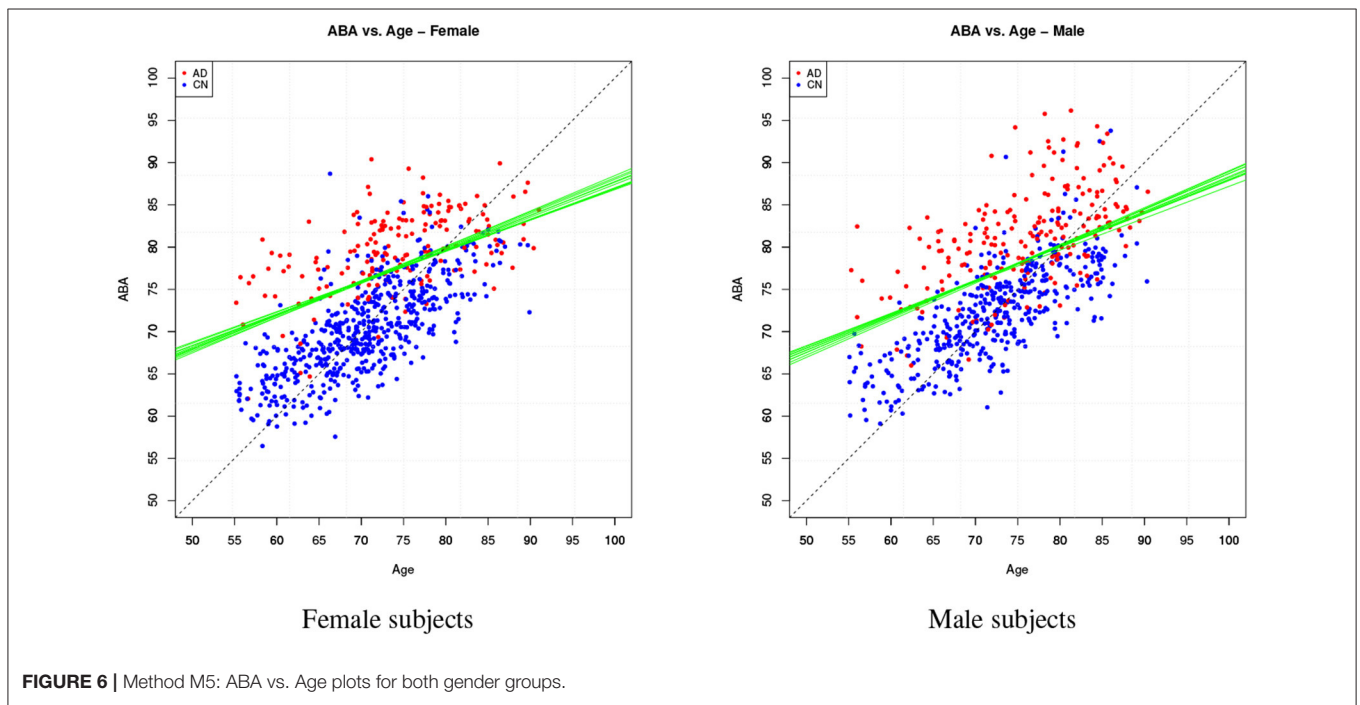 ABA vs. Age – Female
AD
CN
100
95
90
85
80
75
70
65
60
55
50
ABA
50 55 60 65 70 75 80 85 90 95 100
Age
Female subjects
ABA vs. Age – Male
AD
CN
100
95
90
85
80
75
70
65
60
55
50
ABA
50 55 60 65 70 75 80 85 90 95 100
Age
Male subjects
FIGURE 6 | Method M5: ABA vs. Age plots for both gender groups.